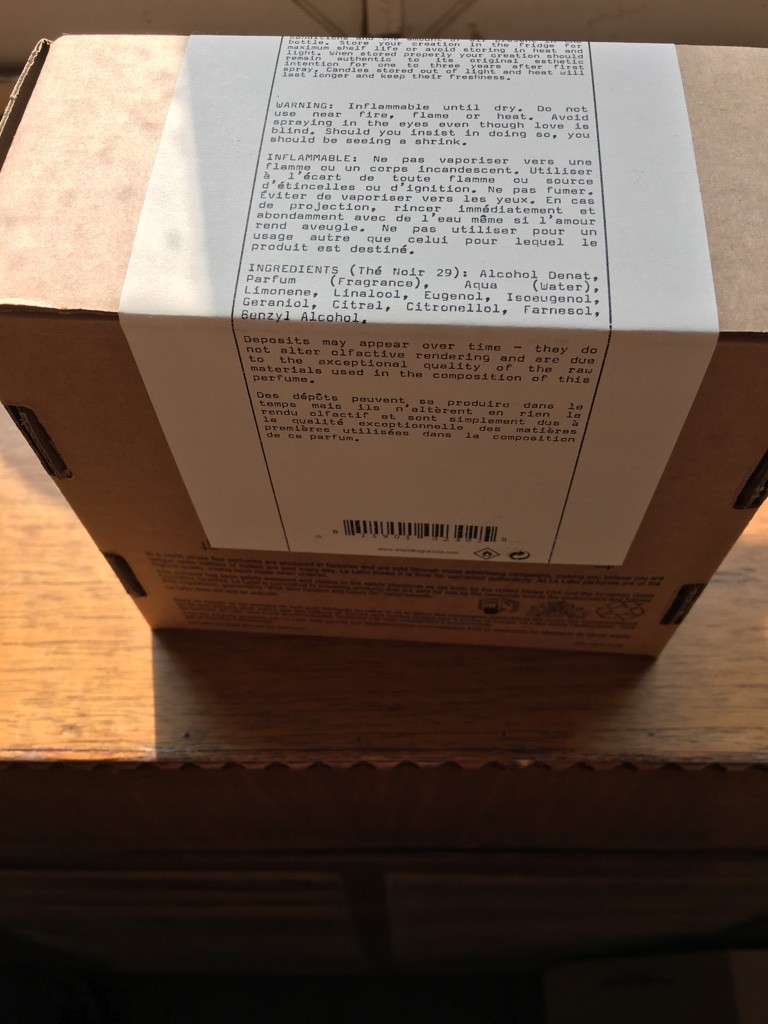 conditions and the amount of air present in the
bottle. Store your creation in the fridge for
maximum shelf life or avoid storing in heat and
light. When stored properly your creation should
remain authentic to its original esthetic
intention for one to three years after first
spray. Candles stored out of light and heat will
last longer and keep their freshness.
WARNING: Inflammable until dry. Do not
use near fire, flame or heat. Avoid
spraying in the eyes even though love is
blind. Should you insist in doing so, you
should be seeing a shrink.
INFLAMMABLE: Ne pas vaporiser vers une
flamme ou un corps incandescent. Utiliser
à l'écart de toute flamme ou source
d'étincelles ou d'ignition. Ne pas fumer.
Éviter de vaporiser vers les yeux. En cas
de projection, rincer immédiatement et
abondamment avec de l'eau même si l'amour
rend aveugle. Ne pas utiliser pour un
usage autre que celui pour lequel le
produit est destiné.
INGREDIENTS (Thé Noir 29): Alcohol Denat,
Parfum (Fragrance), Aqua (Water),
Limonene, Linalool, Eugenol, Isoeugenol,
Geraniol, Citral, Citronellol, Farnesol,
Benzyl Alcohol.
Deposits may appear over time – they do
not alter olfactive rendering and are due
to the exceptional quality of the raw
materials used in the composition of this
perfume.
Des dépôts peuvent se produire dans le
temps mais ils n'altèrent en rien le
rendu olfactif et sont simplement dus à
la qualité exceptionnelle des matières
premières utilisées dans la composition
de ce parfum.